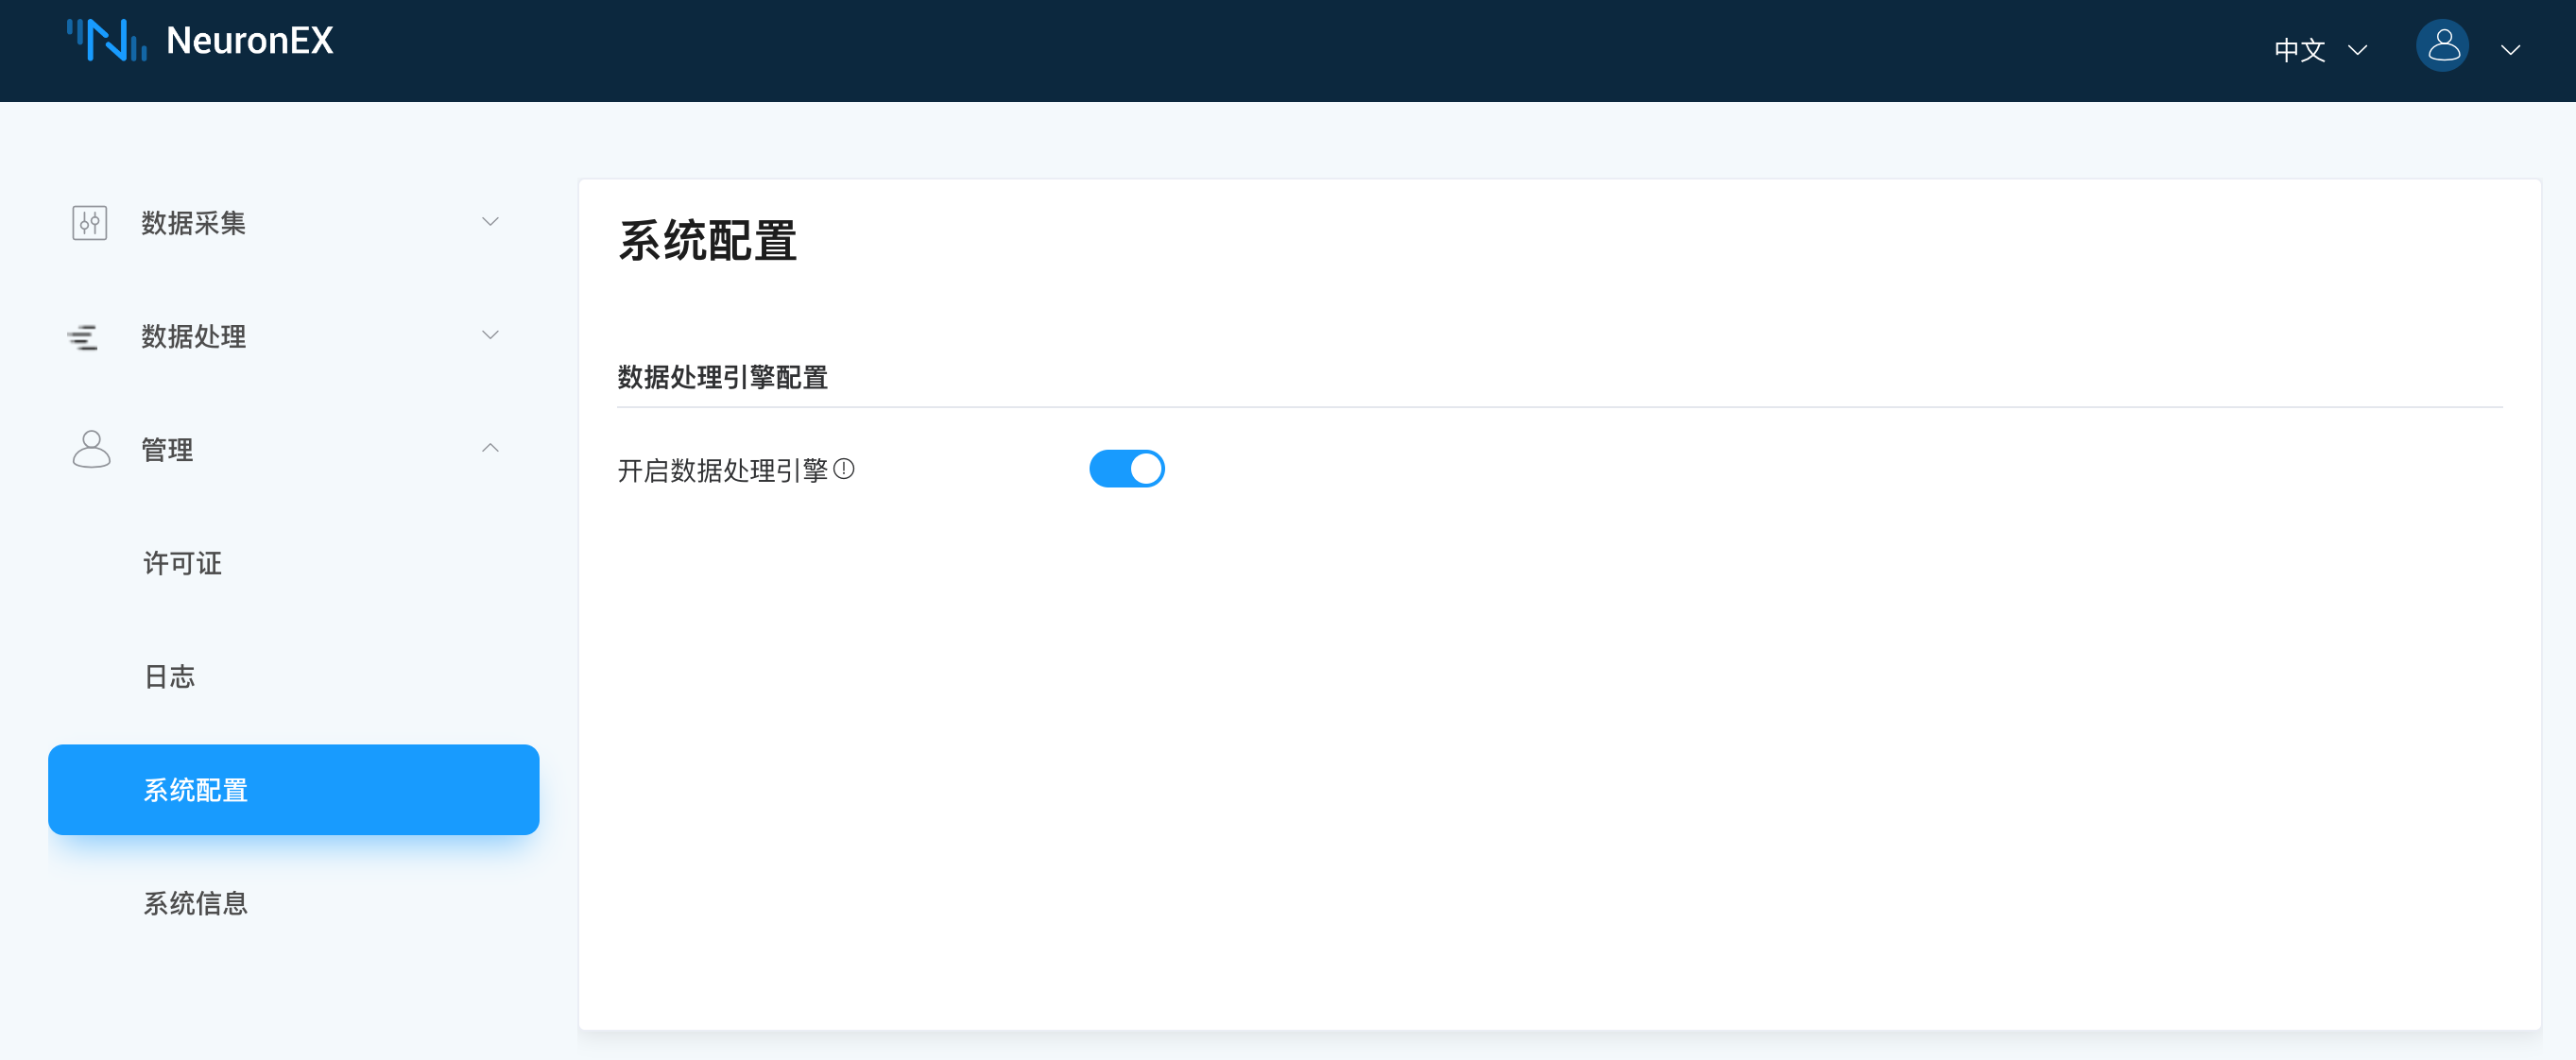 NeuronEX
中文
数据采集
数据处理
管理
许可证
日志
系统配置
系统信息
系统配置
数据处理引擎配置
开启数据处理引擎